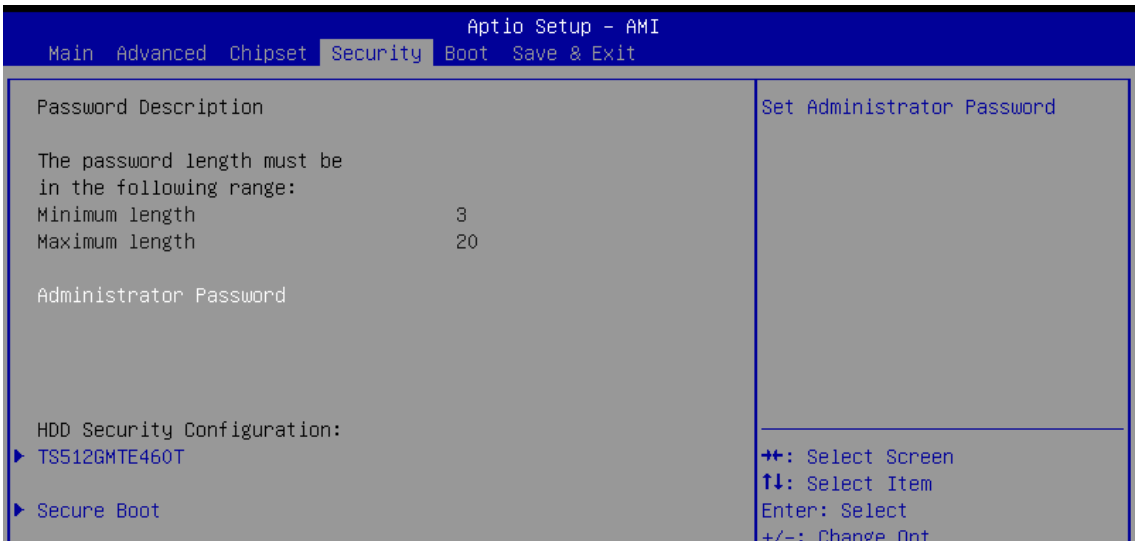 Aptio Setup – AMI
Main Advanced Chipset Security Boot Save & Exit
Password Description
The password length must be
in the following range:
Minimum length 3
Maximum length 20
Administrator Password
HDD Security Configuration:
▶ TS512GMTE460T
▶ Secure Boot
Set Administrator Password
→←: Select Screen
↑↓: Select Item
Enter: Select
+/-: Change Opt